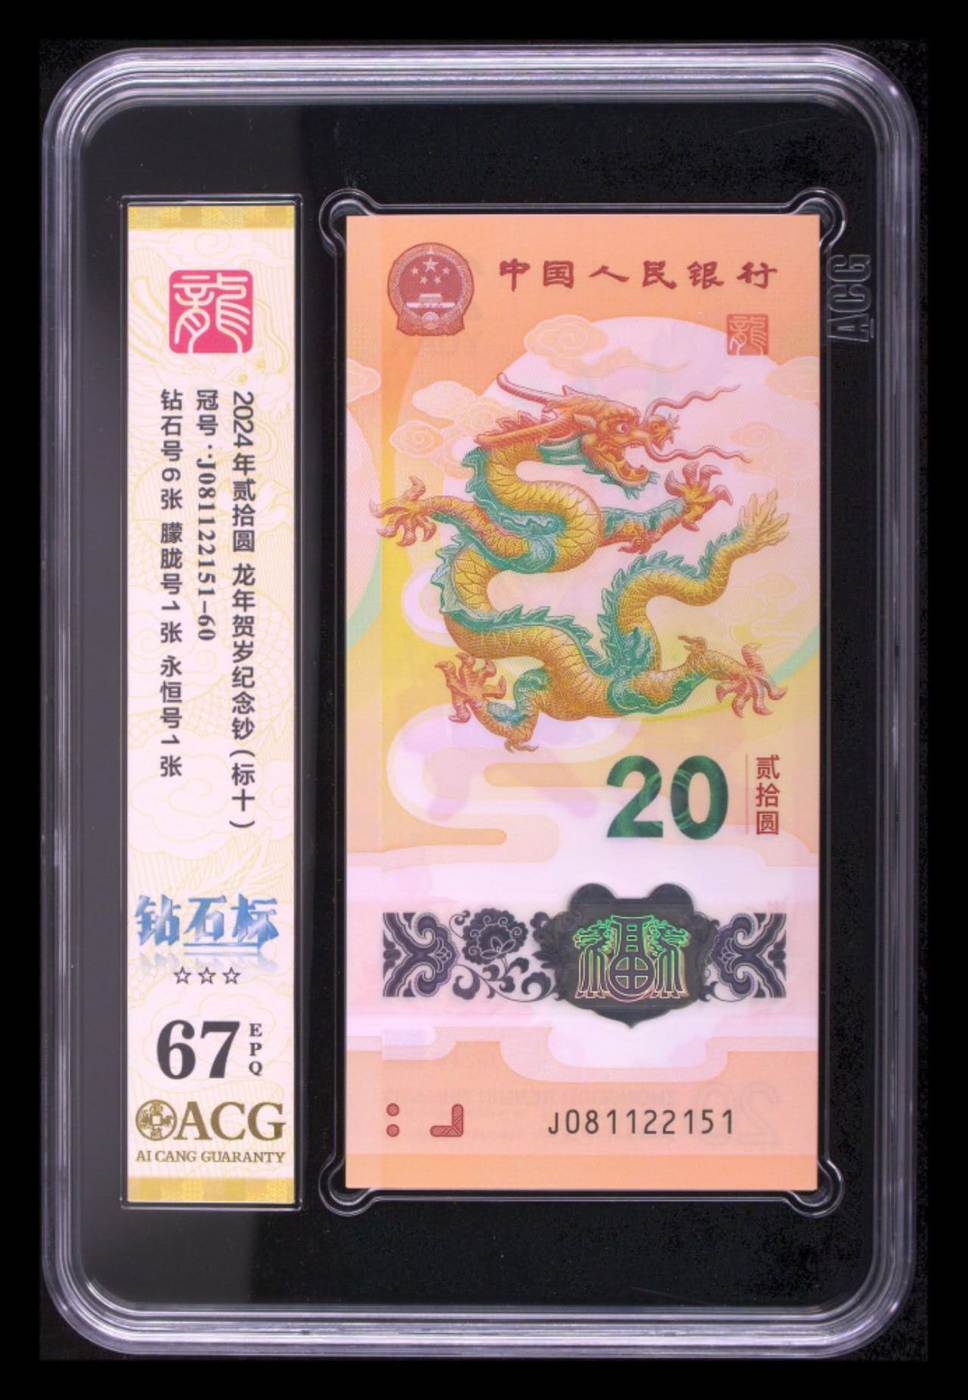 龍
2024年贰拾圆 龙年贺岁纪念钞(标十)
冠号:J081122151-60
钻石号6张 朦胧号1张 永恒号1张
钻石标
☆☆☆
67
EPQ
ACG
AI CANG GUARANTY
中国人民银行
龍
20
贰拾圆
福
J081122151
ACG